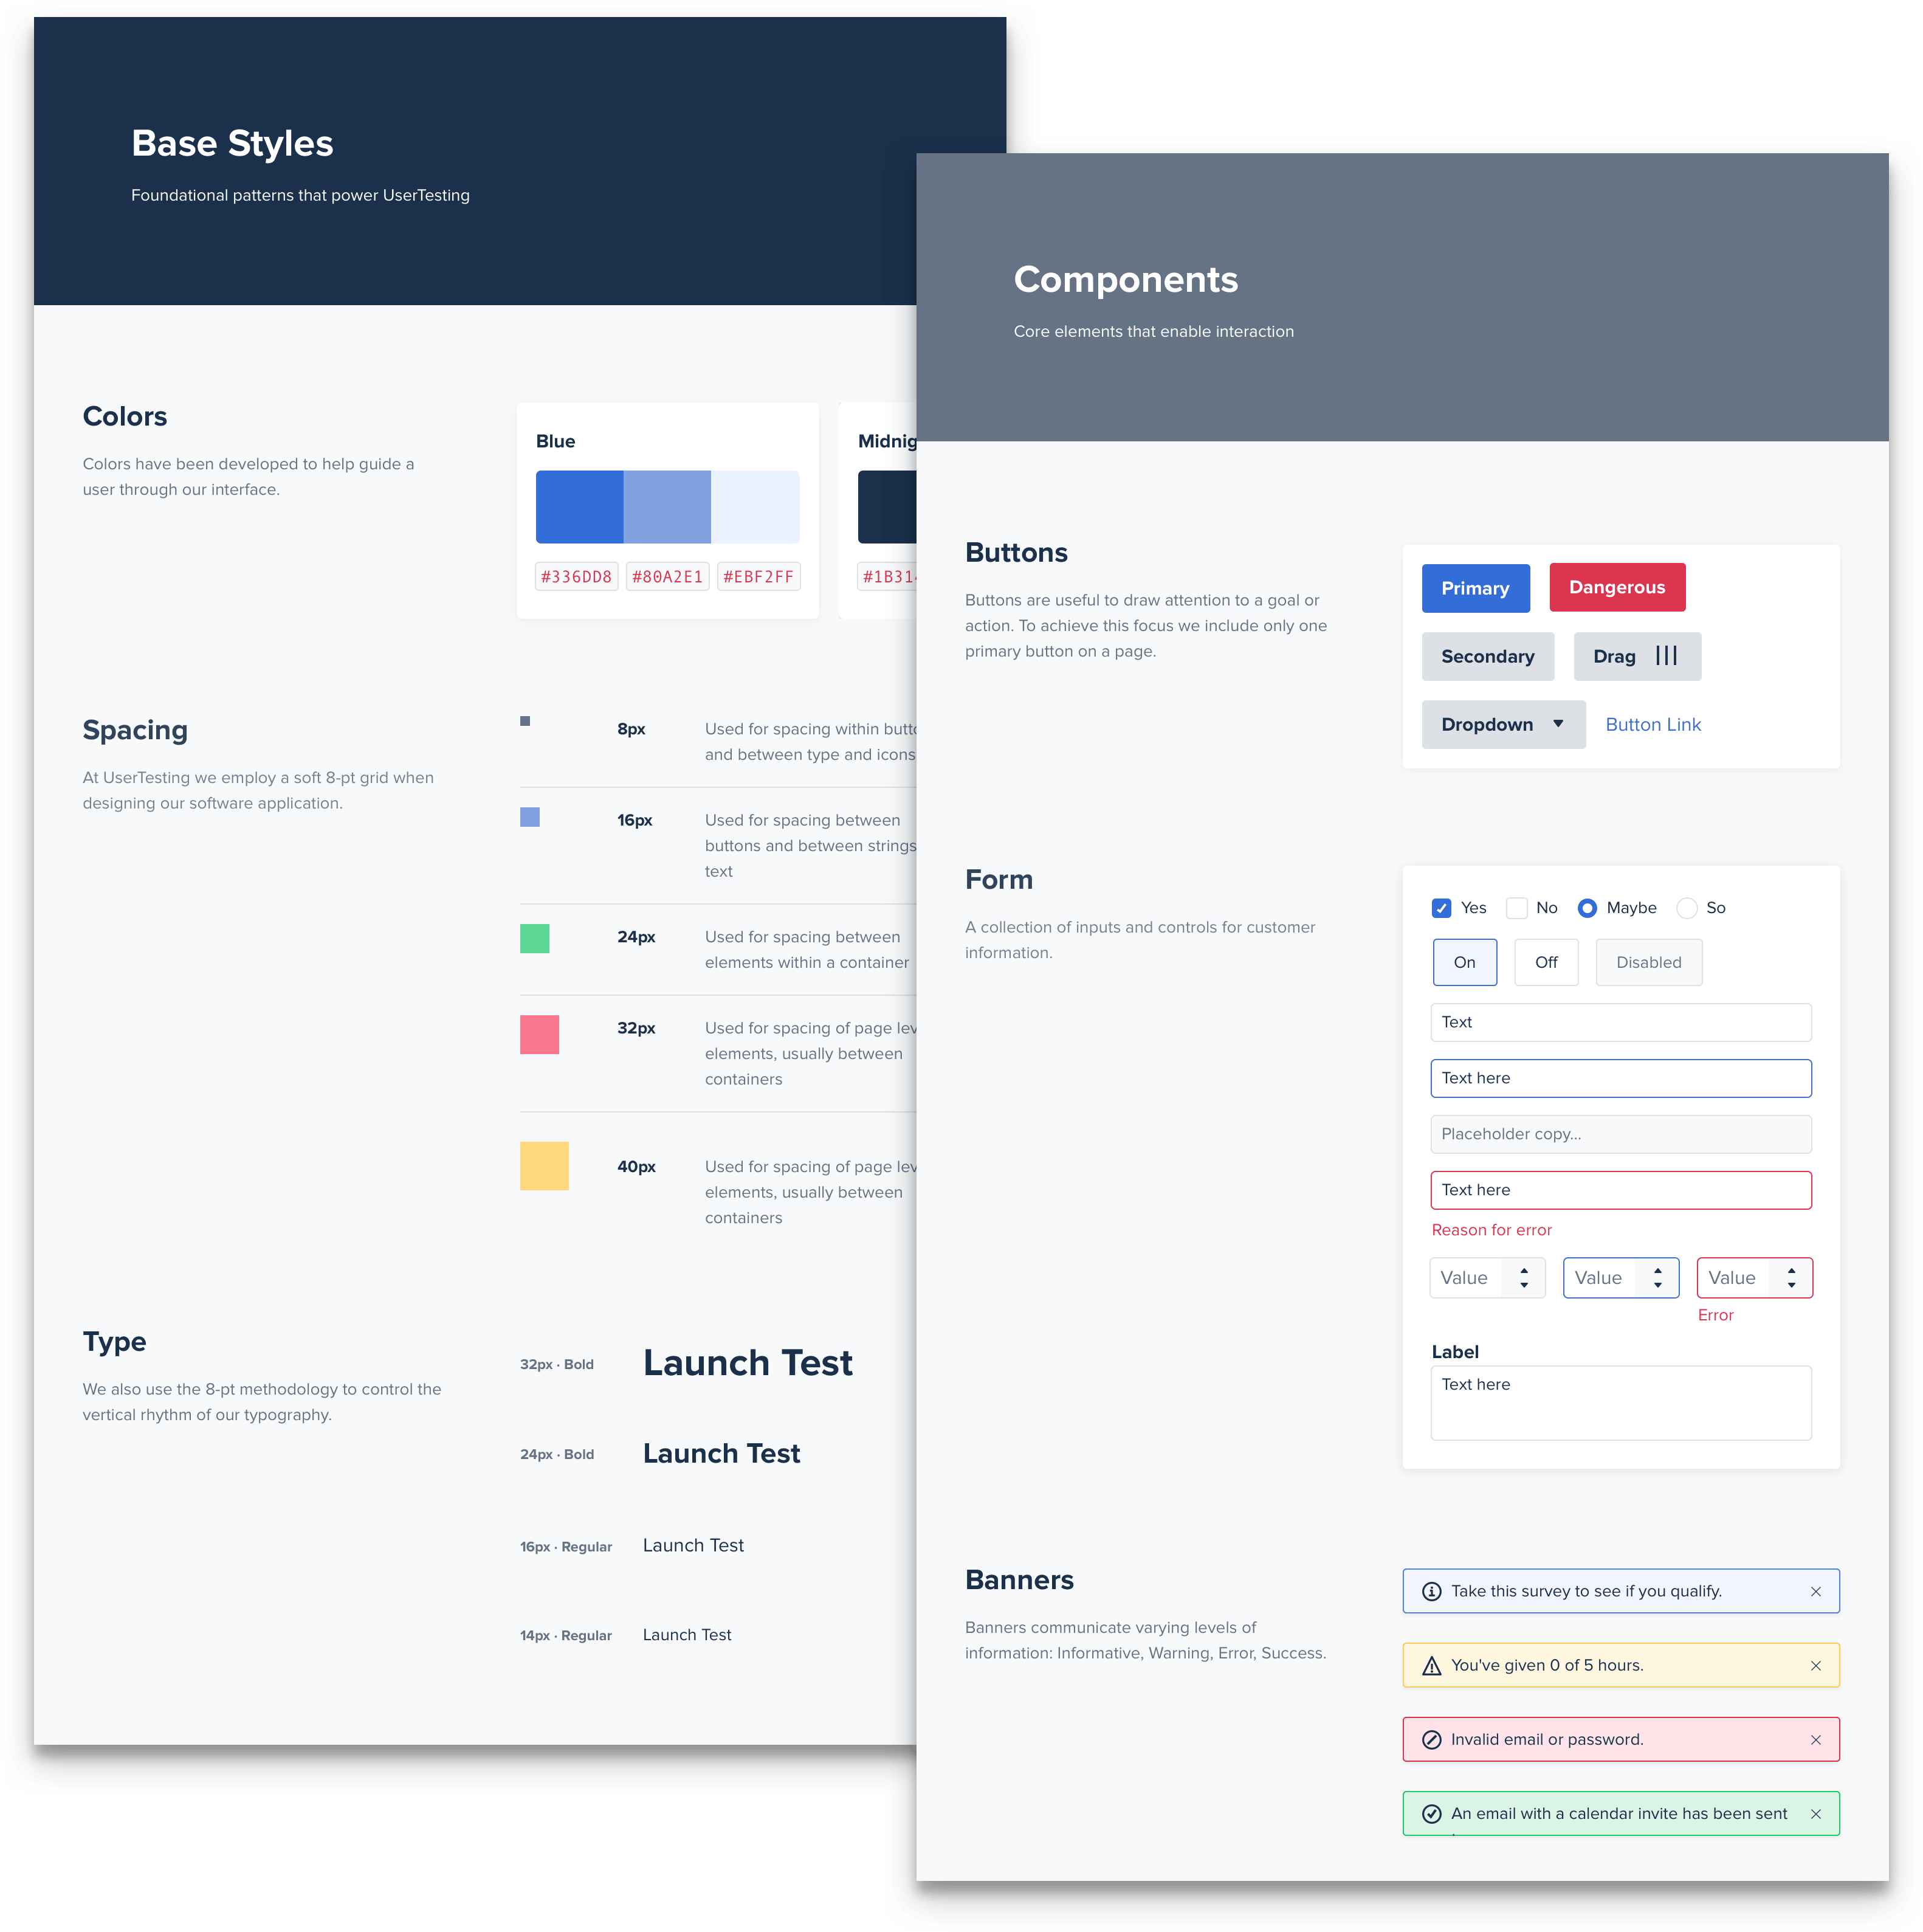 Base Styles
Foundational patterns that power UserTesting
Colors
Colors have been developed to help guide a
user through our interface.
Blue
#336DD8 #80A2E1 #EBF2FF
Spacing
At UserTesting we employ a soft 8-pt grid when
designing our software application.
8px
Used for spacing within
and between type and icons
16px
Used for spacing between
buttons and between strings
text
24px
Used for spacing between
elements within a container
32px
Used for spacing of page
elements, usually between
containers
40px
Used for spacing of page
elements, usually between
containers
Type
We also use the 8-pt methodology to control the
vertical rhythm of our typography.
32px · Bold Launch Test
24px · Bold Launch Test
16px · Regular Launch Test
14px · Regular Launch Test
Components
Core elements that enable interaction
Buttons
Buttons are useful to draw attention to a goal or
action. To achieve this focus we include only one
primary button on a page.
Primary Dangerous
Secondary Drag
Dropdown Button Link
Form
A collection of inputs and controls for customer
information.
Yes No Maybe So
On Off Disabled
Text
Text here
Placeholder copy...
Text here
Reason for error
Value Value Value
Error
Label
Text here
Banners
Banners communicate varying levels of
information: Informative, Warning, Error, Success.
Take this survey to see if you qualify.
You've given 0 of 5 hours.
Invalid email or password.
An email with a calendar invite has been sent